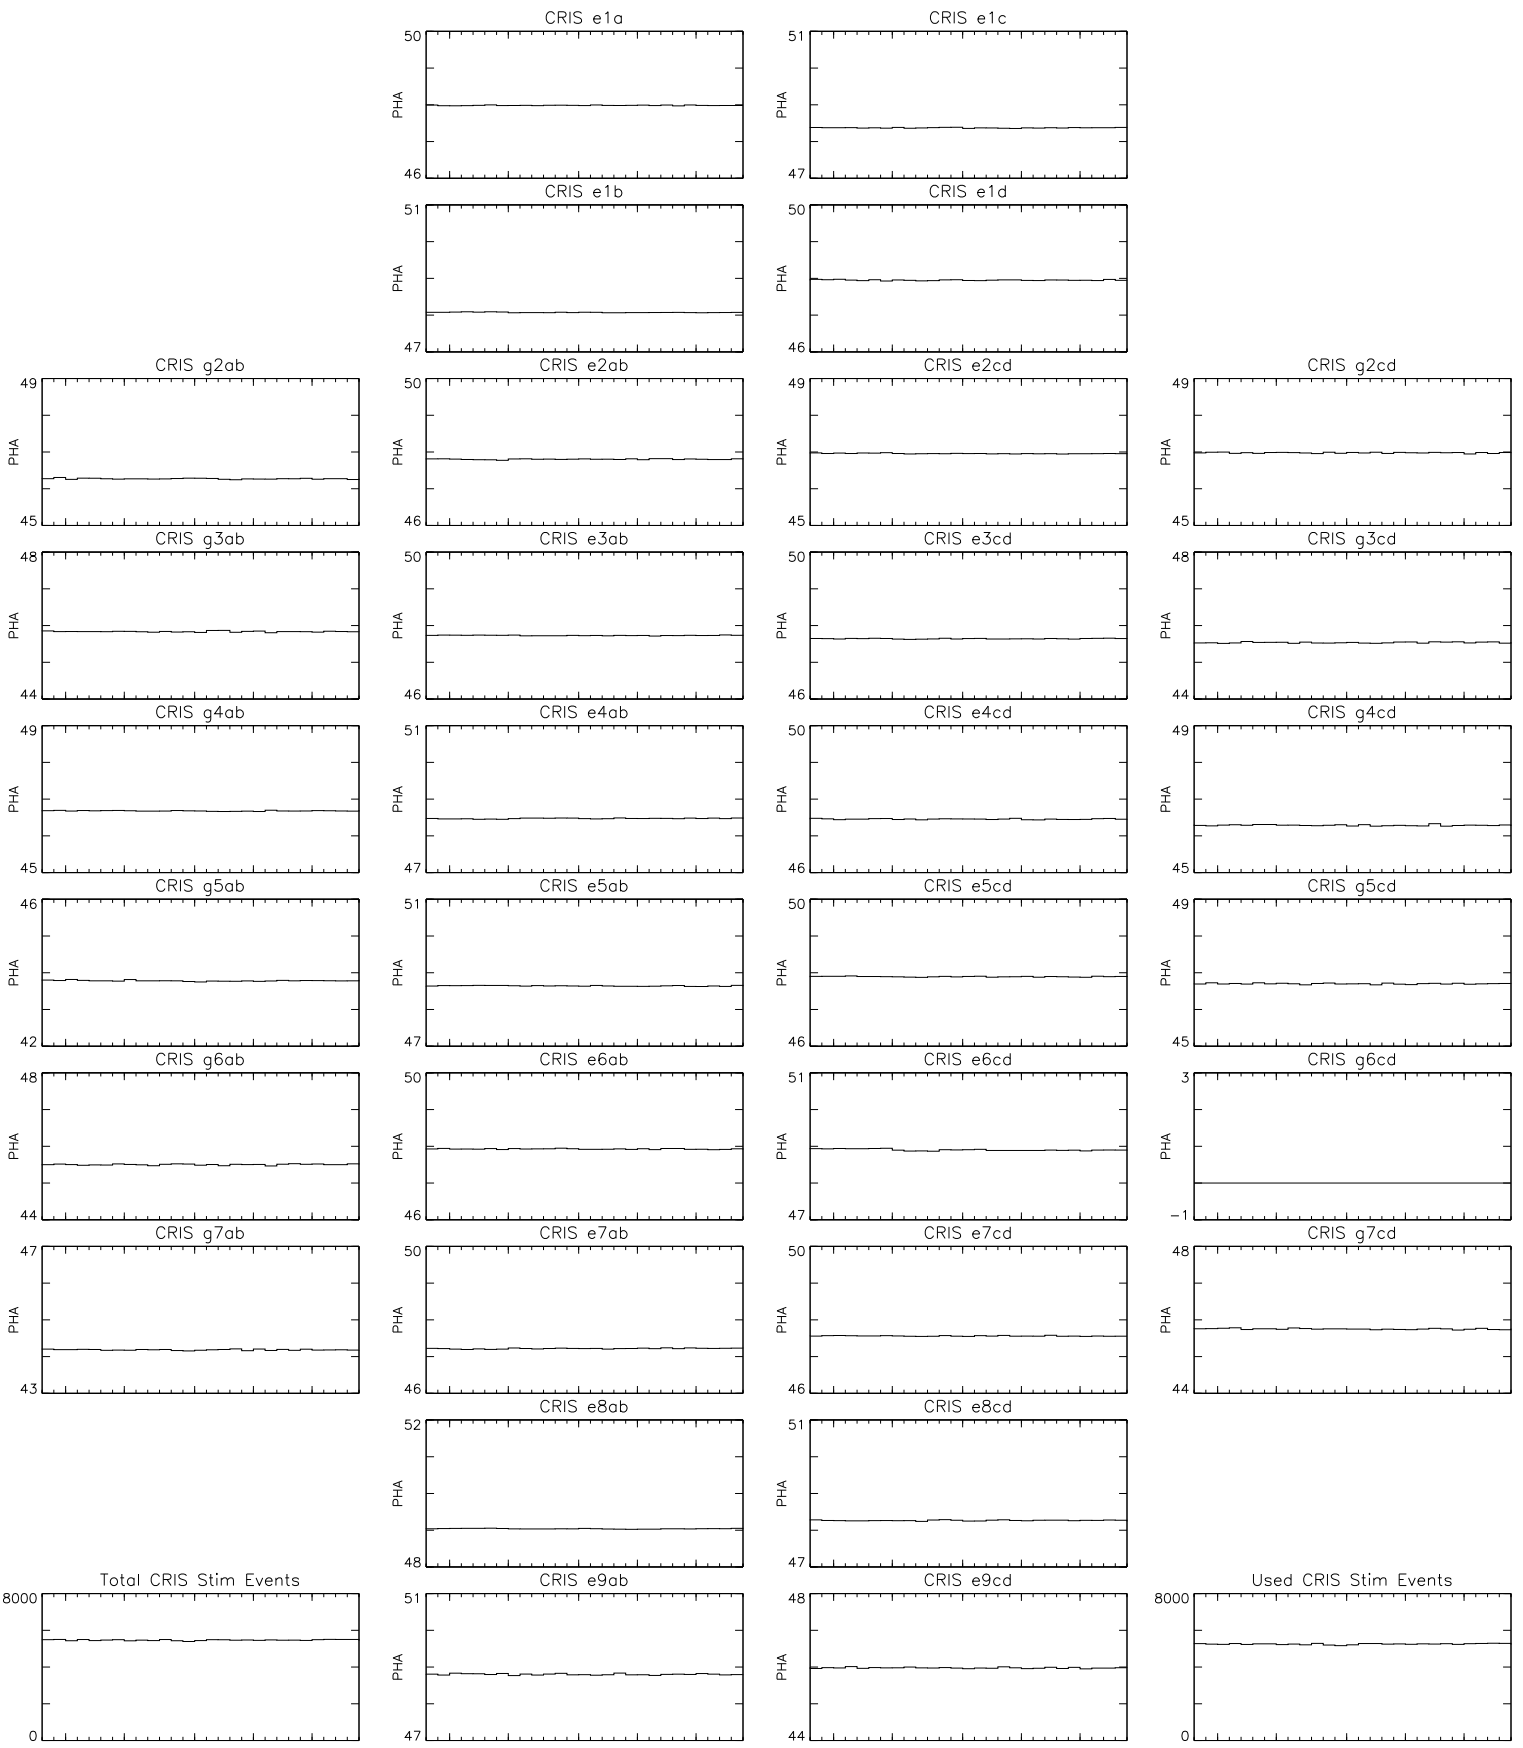 CRIS e1a
CRIS e1c
50
PHA
46
51
PHA
47
CRIS e1b
CRIS e1d
51
PHA
47
50
PHA
46
CRIS g2ab
CRIS e2ab
CRIS e2cd
CRIS g2cd
49
PHA
45
50
PHA
46
49
PHA
45
49
PHA
45
CRIS g3ab
CRIS e3ab
CRIS e3cd
CRIS g3cd
48
PHA
44
50
PHA
46
50
PHA
46
48
PHA
44
CRIS g4ab
CRIS e4ab
CRIS e4cd
CRIS g4cd
49
PHA
45
51
PHA
47
50
PHA
46
49
PHA
45
CRIS g5ab
CRIS e5ab
CRIS e5cd
CRIS g5cd
46
PHA
42
51
PHA
47
50
PHA
46
49
PHA
45
CRIS g6ab
CRIS e6ab
CRIS e6cd
CRIS g6cd
48
PHA
44
50
PHA
46
51
PHA
47
3
PHA
-1
CRIS g7ab
CRIS e7ab
CRIS e7cd
CRIS g7cd
47
PHA
43
50
PHA
46
50
PHA
46
48
PHA
44
CRIS e8ab
CRIS e8cd
52
PHA
48
51
PHA
47
Total CRIS Stim Events
CRIS e9ab
CRIS e9cd
Used CRIS Stim Events
8000
0
51
PHA
47
48
PHA
44
8000
0